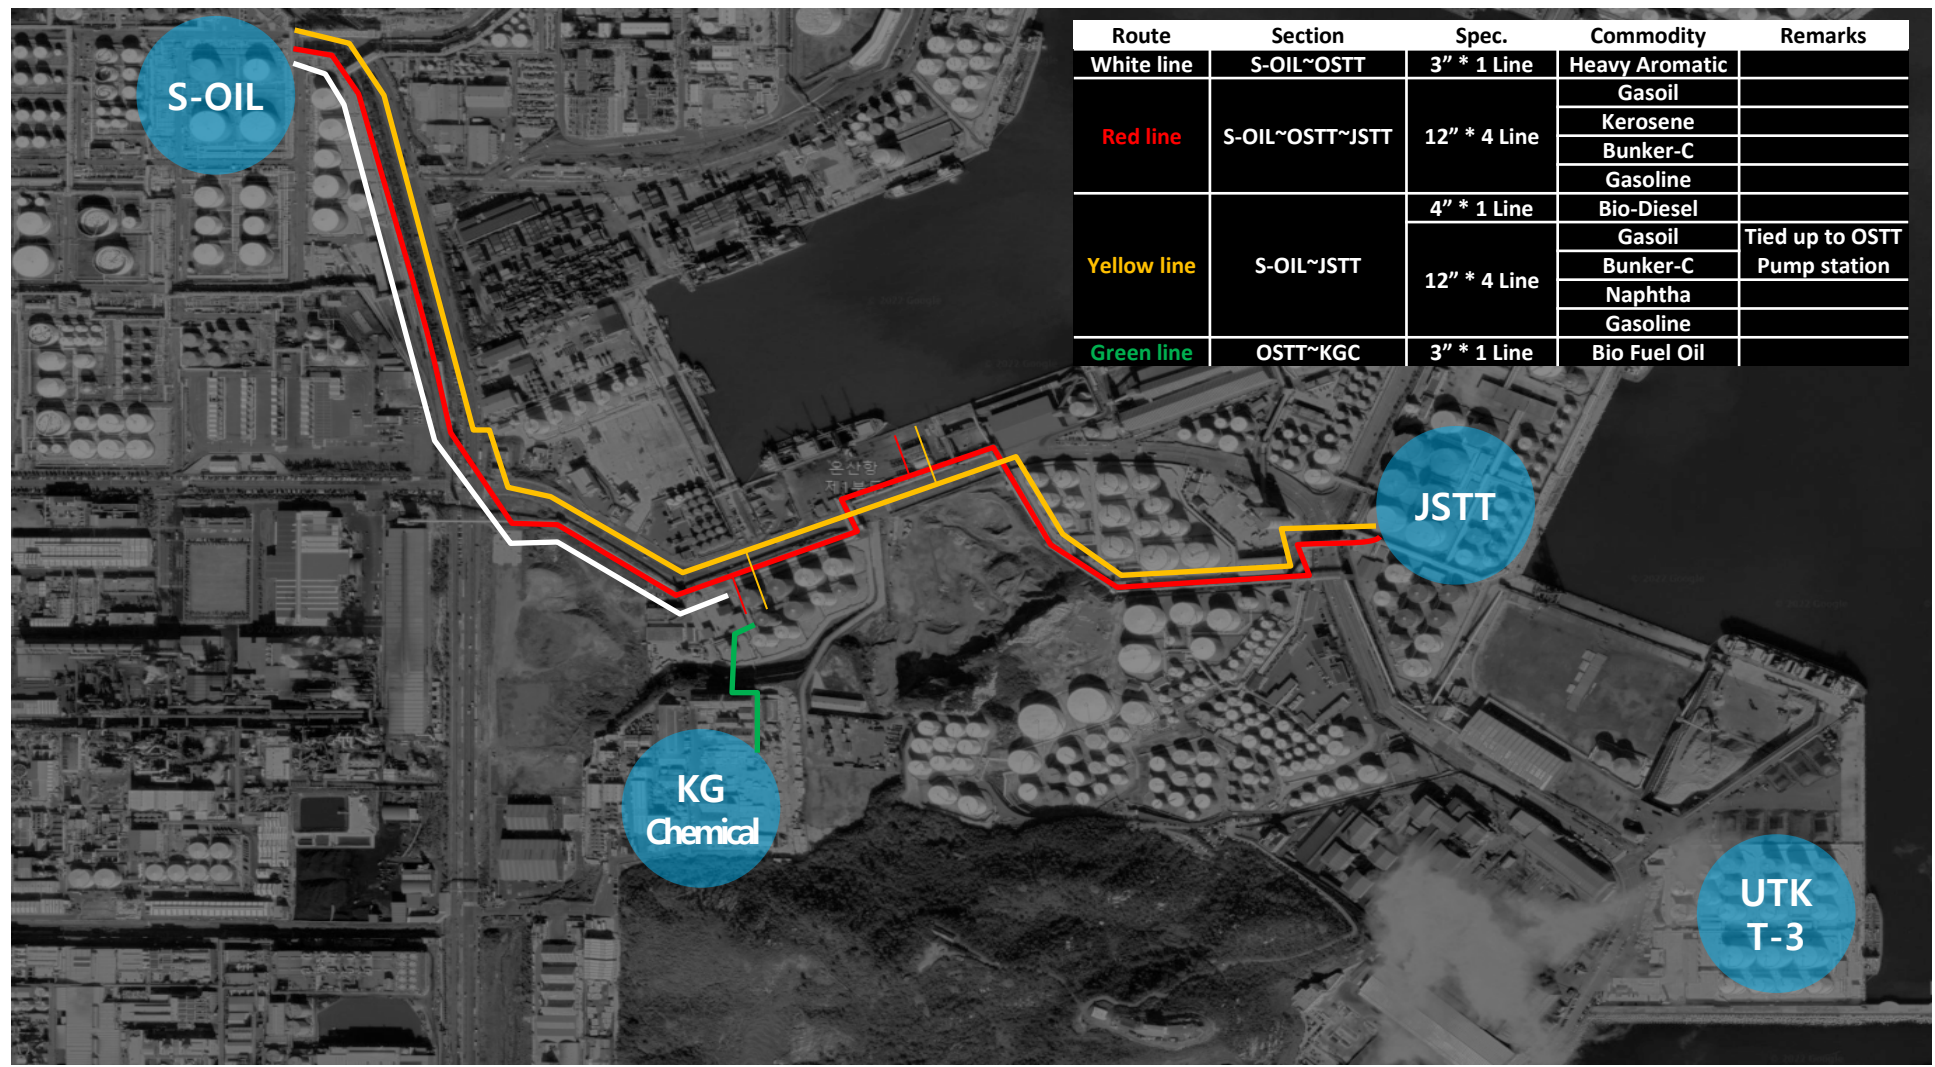 S-OIL
Route Section Spec. Commodity Remarks
White line S-OIL~OSTT 3” * 1 Line Heavy Aromatic
Red line S-OIL~OSTT~JSTT 12” * 4 Line Gasoil
Kerosene
Bunker-C
Gasoline
Yellow line S-OIL~JSTT 4” * 1 Line Bio-Diesel
12” * 4 Line Gasoil Tied up to OSTT
Bunker-C Pump station
Naphtha
Gasoline
Green line OSTT~KGC 3” * 1 Line Bio Fuel Oil
온산항
JSTT
KG
Chemical
UTK
T-3